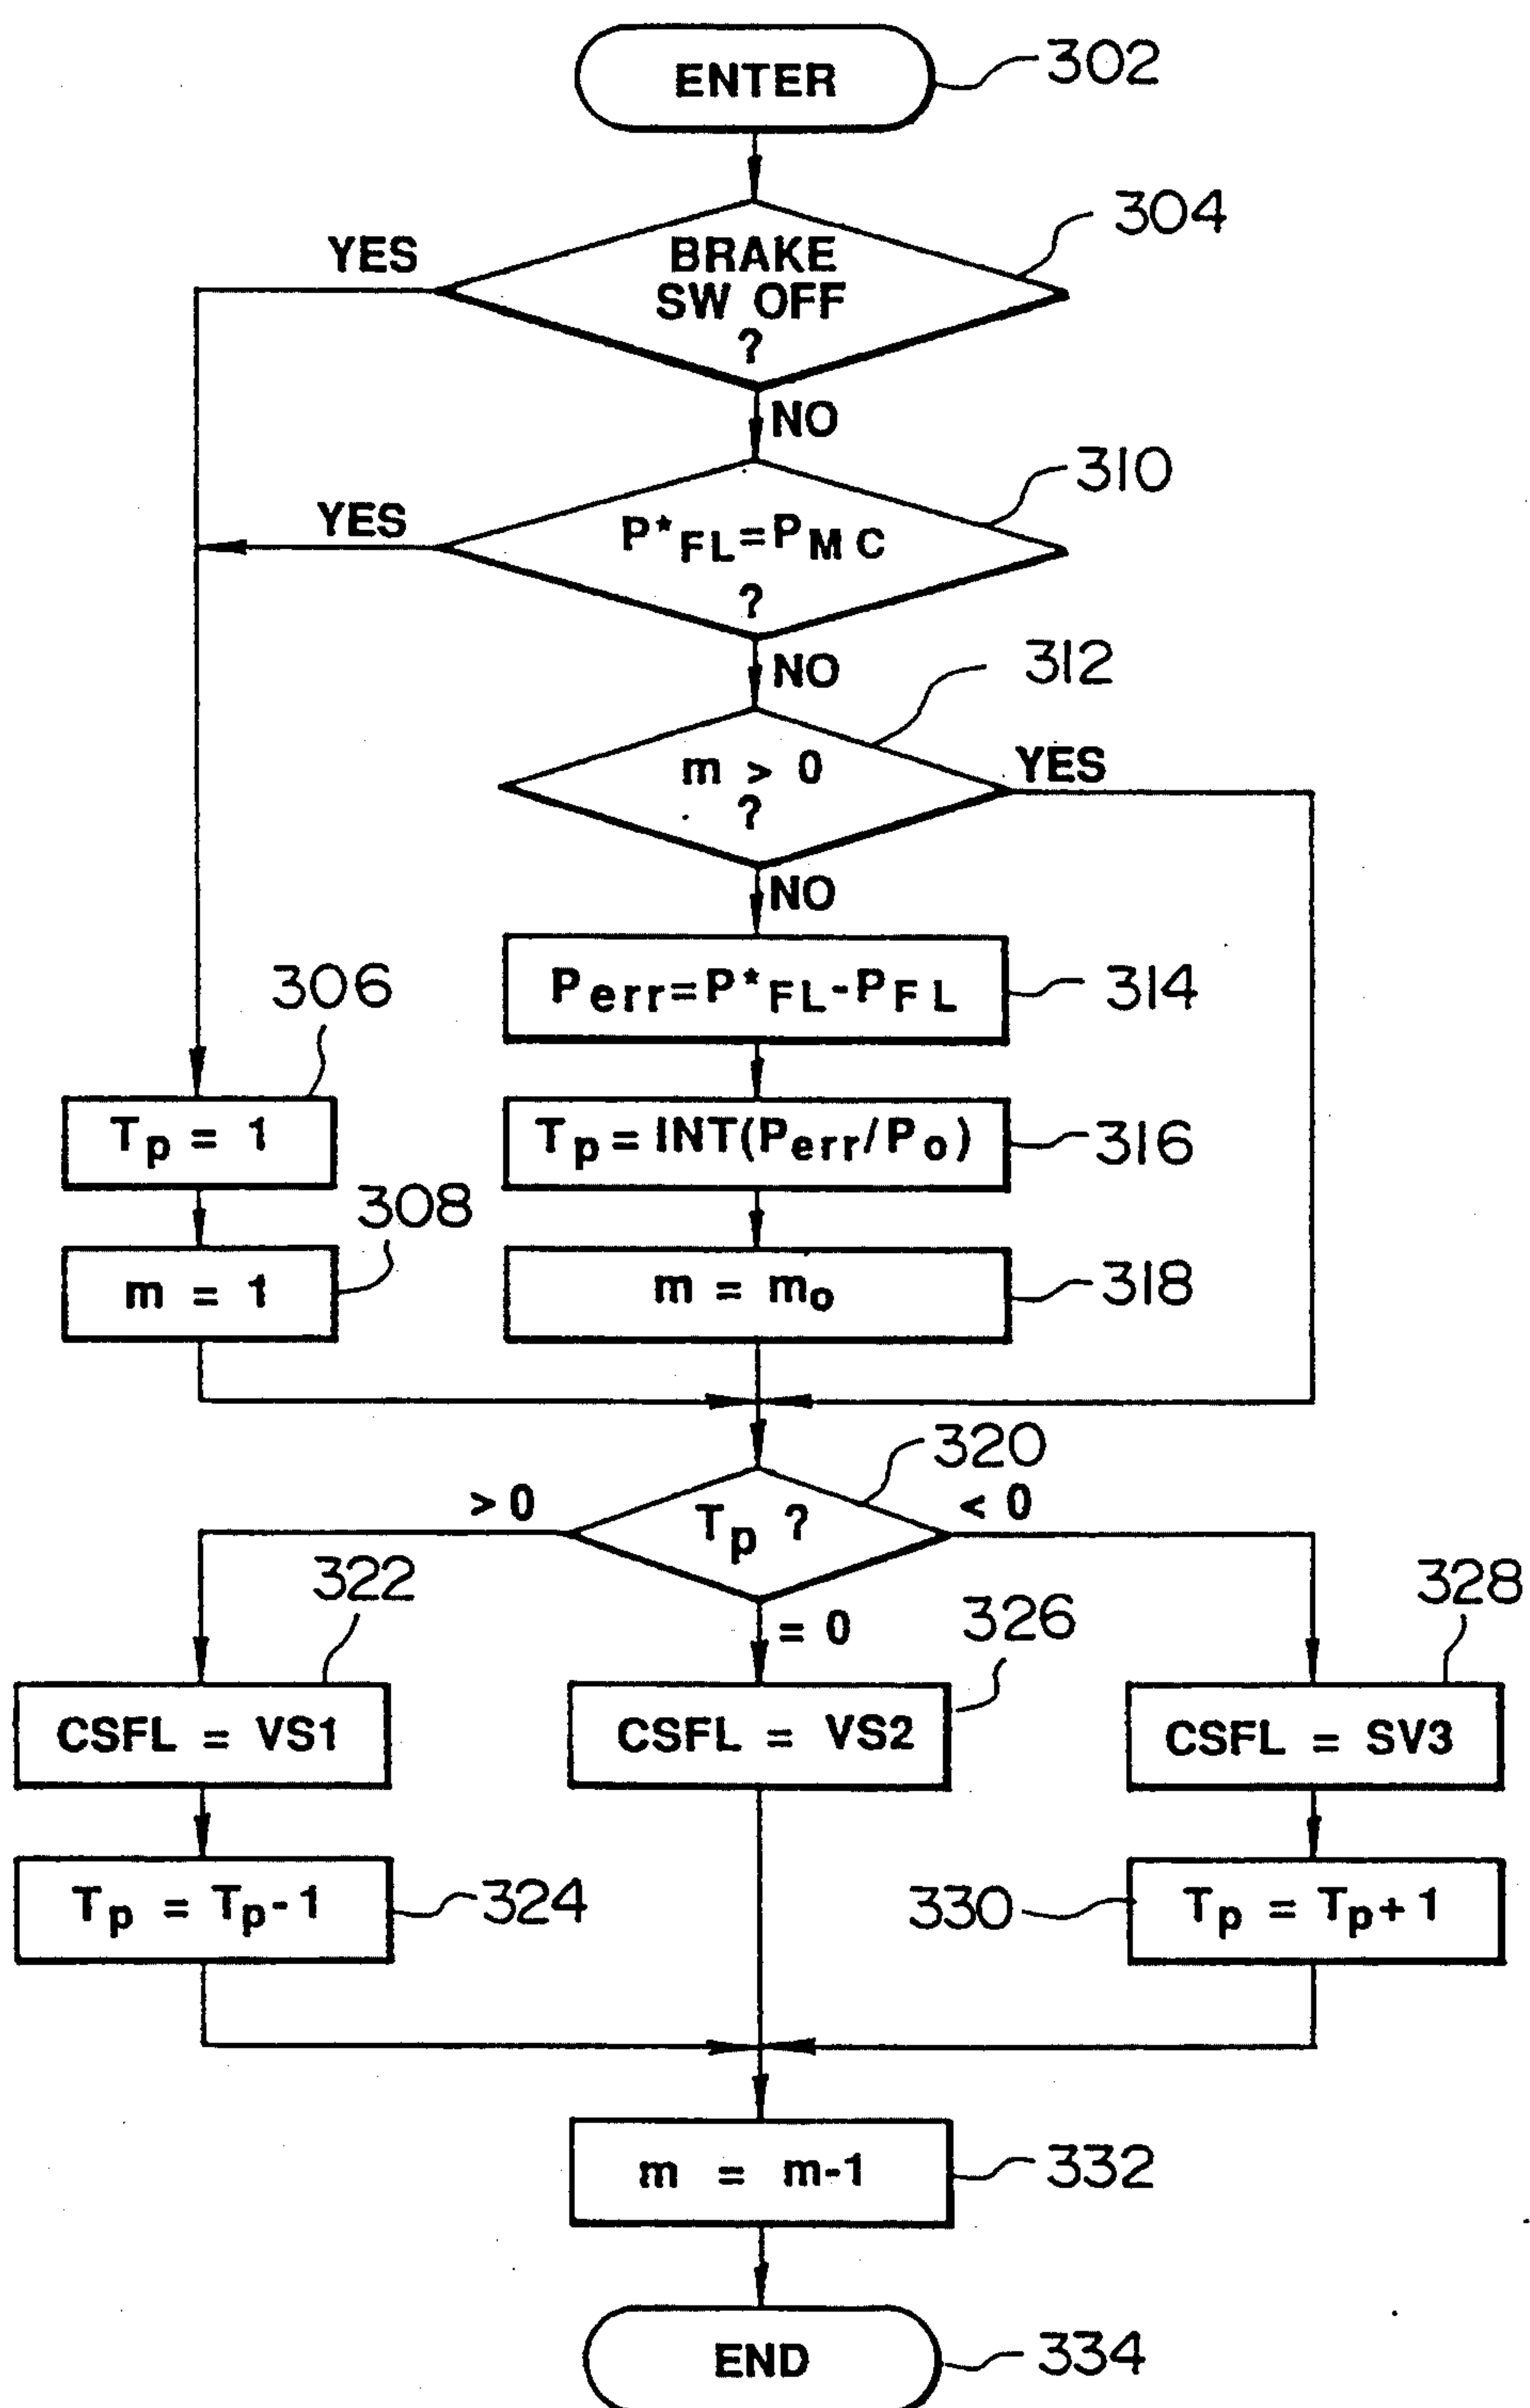 ENTER
302
304
YES
BRAKE
SW OFF
?
NO
310
YES
P*FL=PMC
?
NO
312
m > 0
?
YES
NO
306
Perr=P*FL-PFL
314
Tp = 1
Tp=INT(Perr/Po)
316
308
m = 1
m = mo
318
320
> 0
Tp ?
< 0
322
= 0
326
328
CSFL = VS1
CSFL = VS2
CSFL = SV3
Tp = Tp-1
324
330
Tp = Tp+1
m = m-1
332
END
334